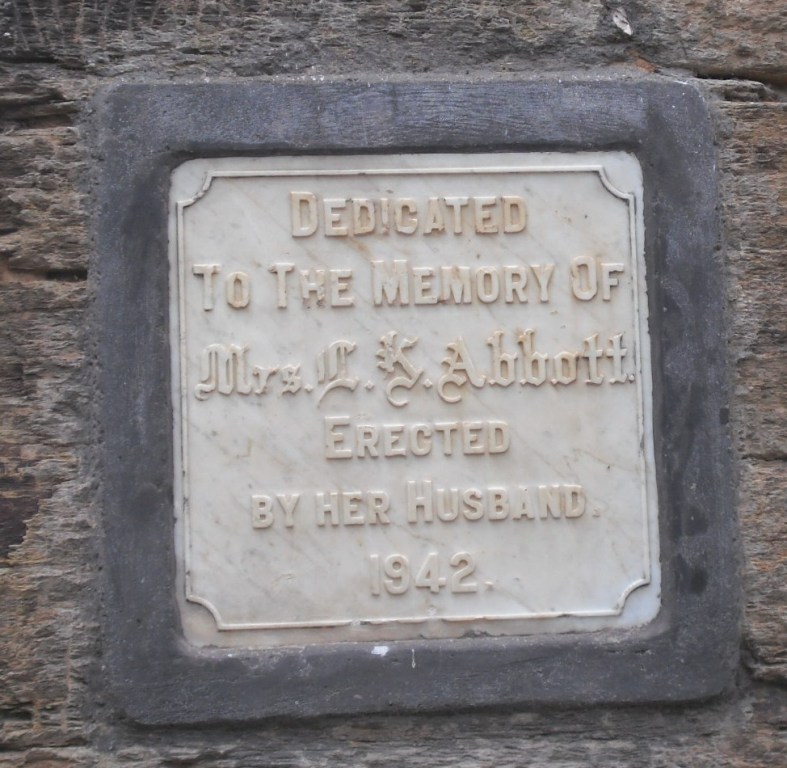 DEDICATED
TO THE MEMORY OF
Mrs. L. K. Abbott.
ERECTED
BY HER HUSBAND.
1942.